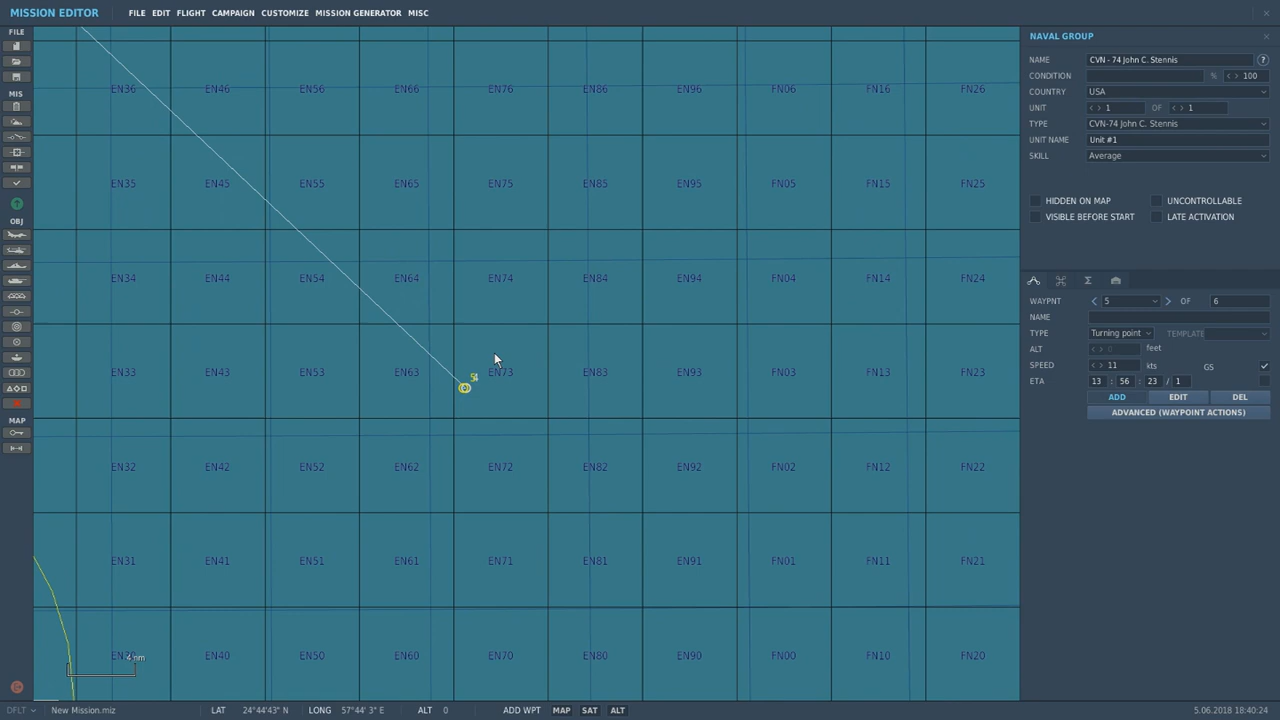 MISSION EDITOR FILE EDIT FLIGHT CAMPAIGN CUSTOMIZE MISSION GENERATOR MISC
FILE
MIS
OBJ
MAP
EN36 EN46 EN56 EN66 EN76 EN86 EN96 FN06 FN16 FN26
EN35 EN45 EN55 EN65 EN75 EN85 EN95 FN05 FN15 FN25
EN34 EN44 EN54 EN64 EN74 EN84 EN94 FN04 FN14 FN24
EN33 EN43 EN53 EN63 EN73 EN83 EN93 FN03 FN13 FN23
EN32 EN42 EN52 EN62 EN72 EN82 EN92 FN02 FN12 FN22
EN31 EN41 EN51 EN61 EN71 EN81 EN91 FN01 FN11 FN21
EN40 EN50 EN60 EN70 EN80 EN90 FN00 FN10 FN20
4 nm
NAVAL GROUP
NAME CVN - 74 John C. Stennis ?
CONDITION % < > 100
COUNTRY USA
UNIT < > 1 OF < > 1
TYPE CVN-74 John C. Stennis
UNIT NAME Unit #1
SKILL Average
HIDDEN ON MAP UNCONTROLLABLE
VISIBLE BEFORE START LATE ACTIVATION
WAYPNT < 5 > OF 6
NAME
TYPE Turning point TEMPLATE
ALT < > 0 feet
SPEED < > 11 kts GS
ETA 13 : 56 : 23 / 1
ADD EDIT DEL
ADVANCED (WAYPOINT ACTIONS)
DFLT New Mission.miz LAT 24°44'43" N LONG 57°44' 3" E ALT 0 ADD WPT MAP SAT ALT 5.06.2018 18:40:24